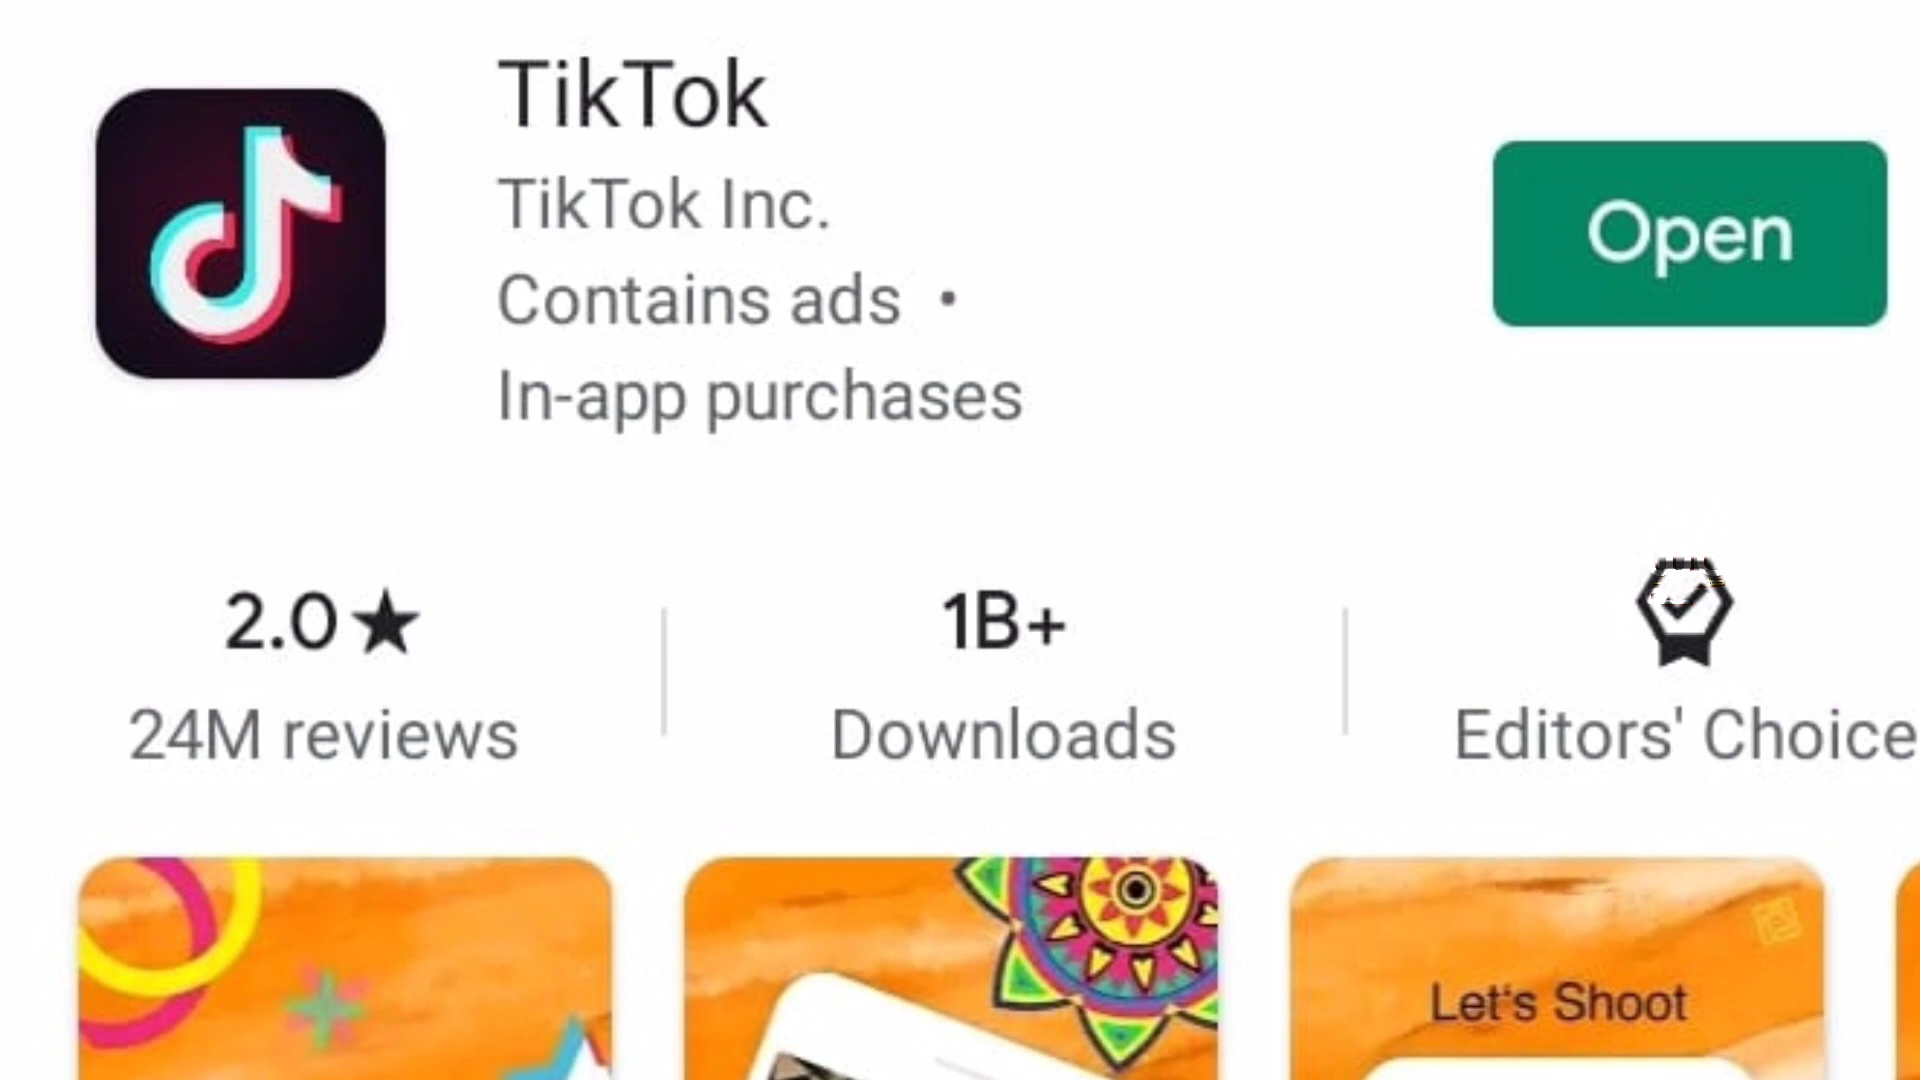 TikTok
TikTok Inc.
Contains ads •
In-app purchases
Open
2.0★
24M reviews
1B+
Downloads
Editors' Choice
Let's Shoot